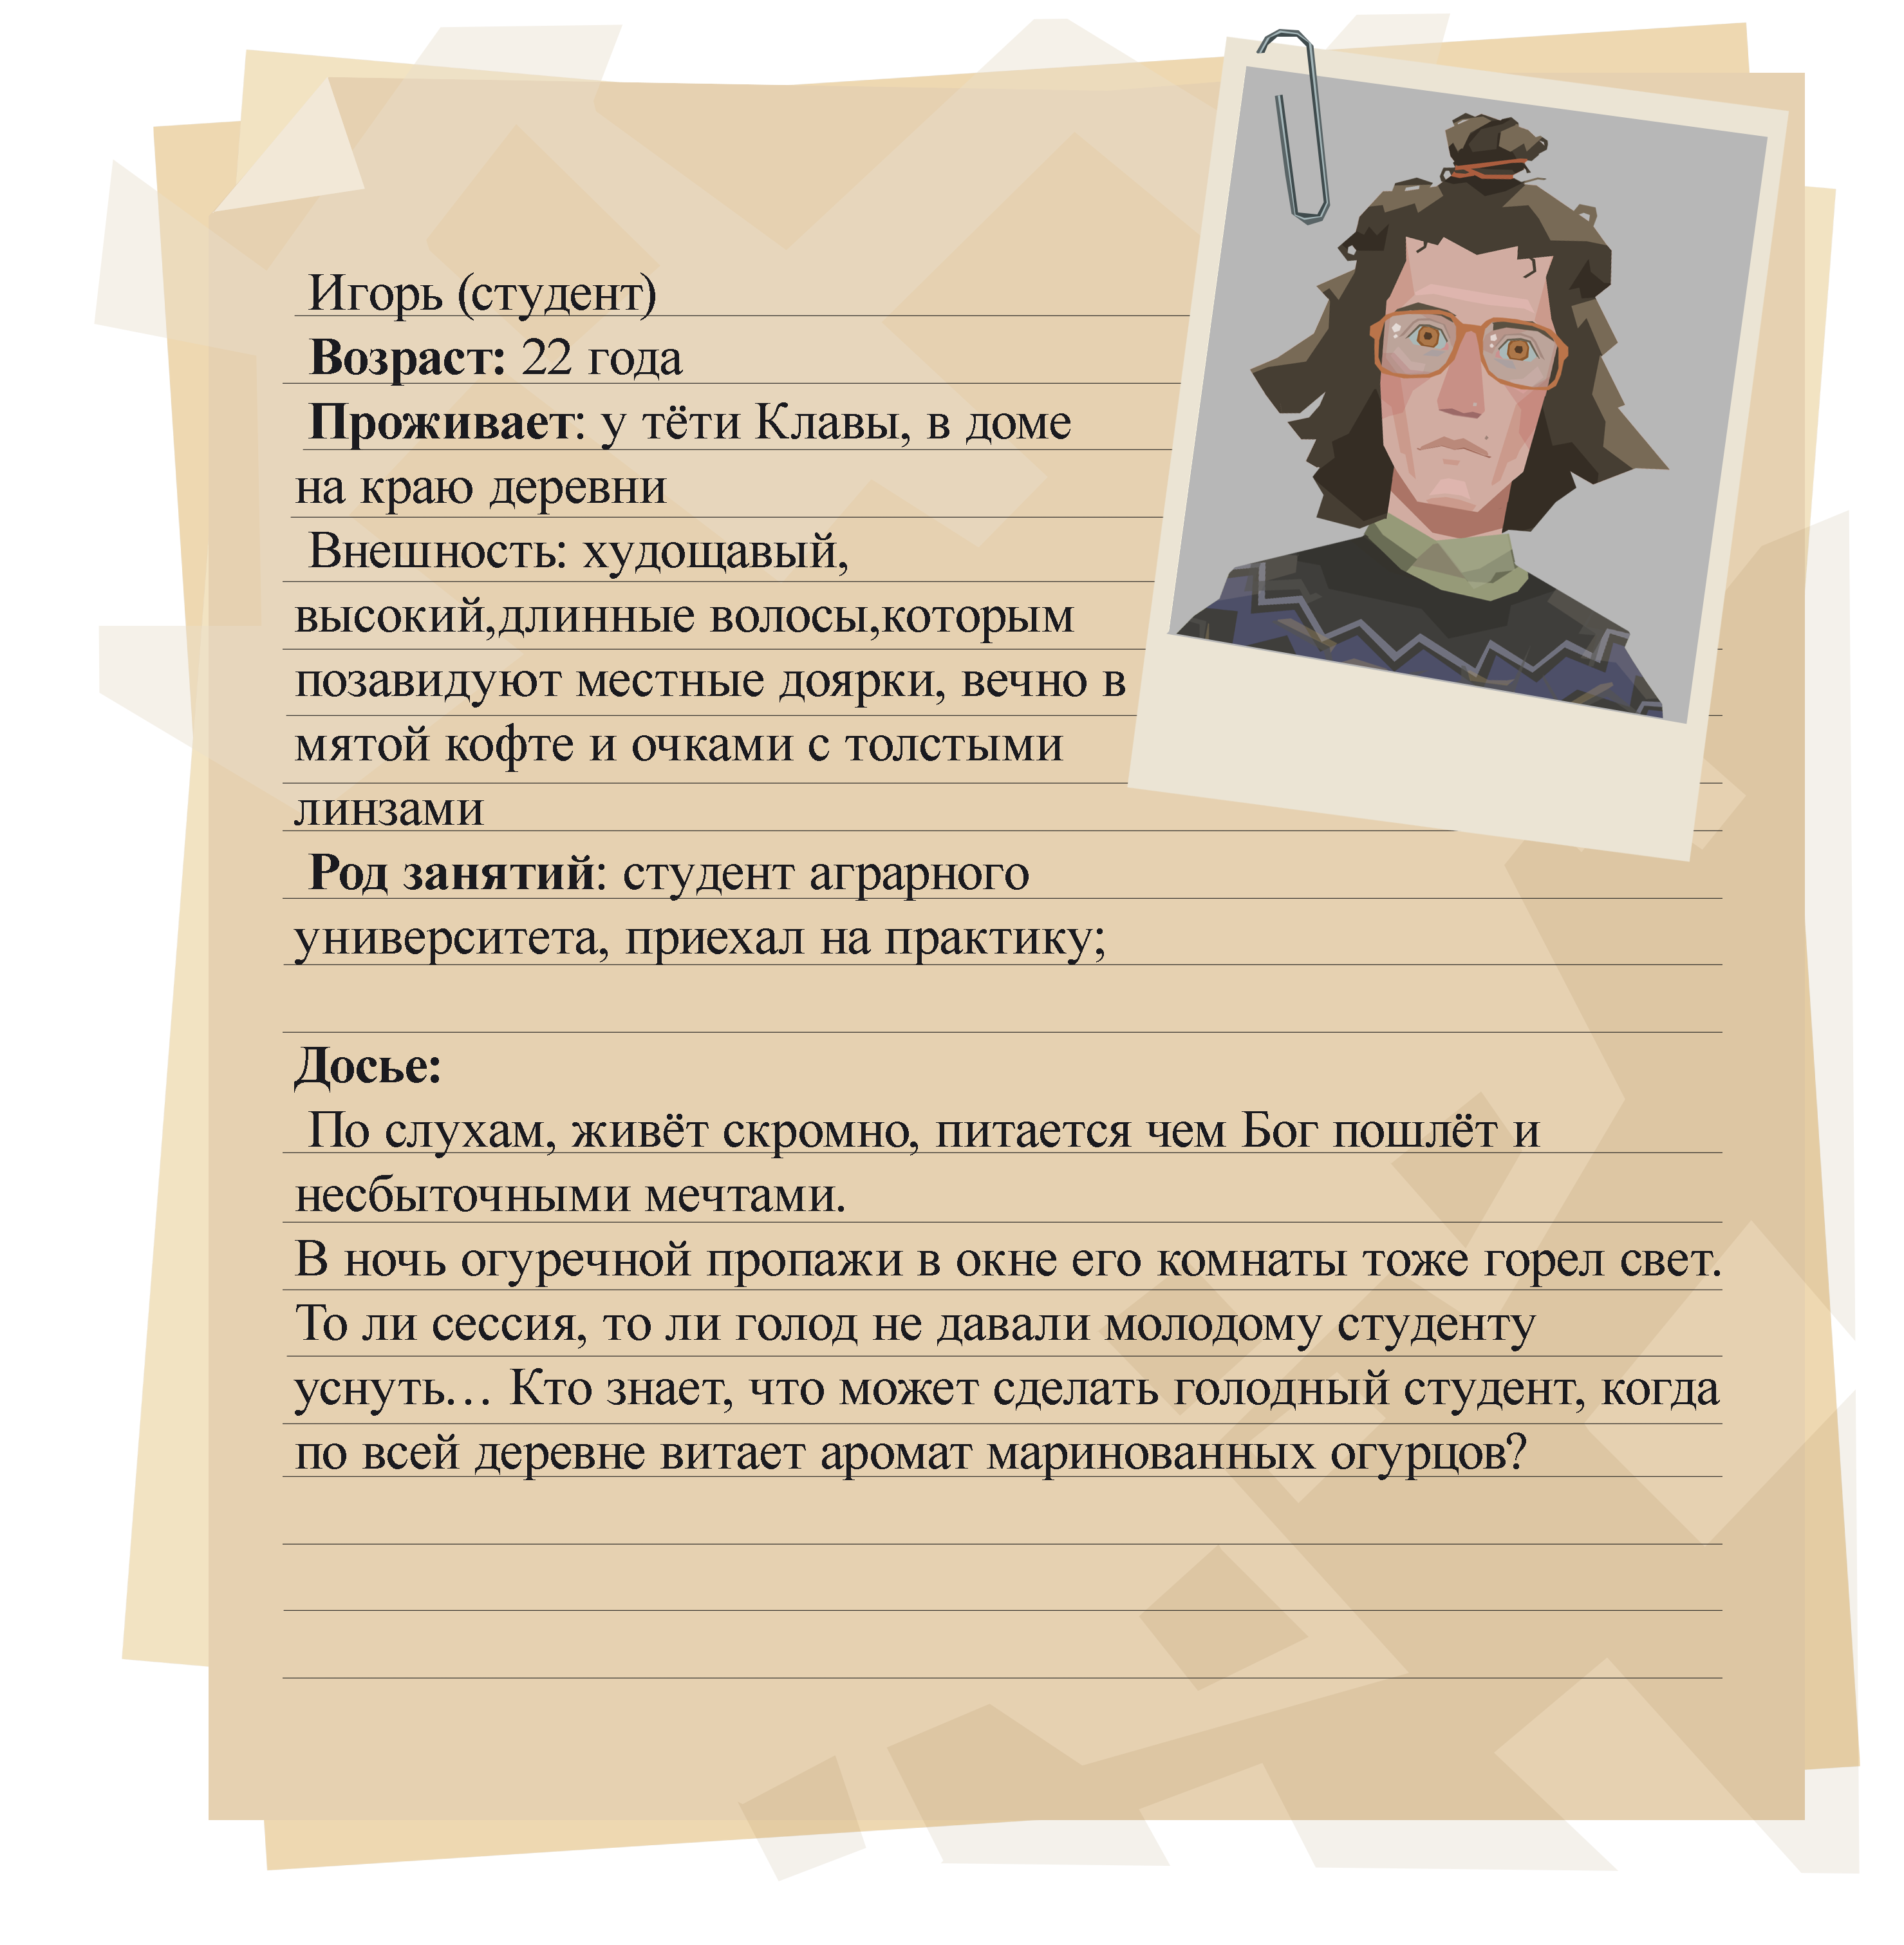 Игорь (студент)
Возраст: 22 года
Проживает: у тёти Клавы, в доме
на краю деревни
Внешность: худощавый,
высокий,длинные волосы,которым
позавидуют местные доярки, вечно в
мятой кофте и очками с толстыми
линзами
Род занятий: студент аграрного
университета, приехал на практику;
Досье:
По слухам, живёт скромно, питается чем Бог пошлёт и
несбыточными мечтами.
В ночь огуречной пропажи в окне его комнаты тоже горел свет.
То ли сессия, то ли голод не давали молодому студенту
уснуть… Кто знает, что может сделать голодный студент, когда
по всей деревне витает аромат маринованных огурцов?